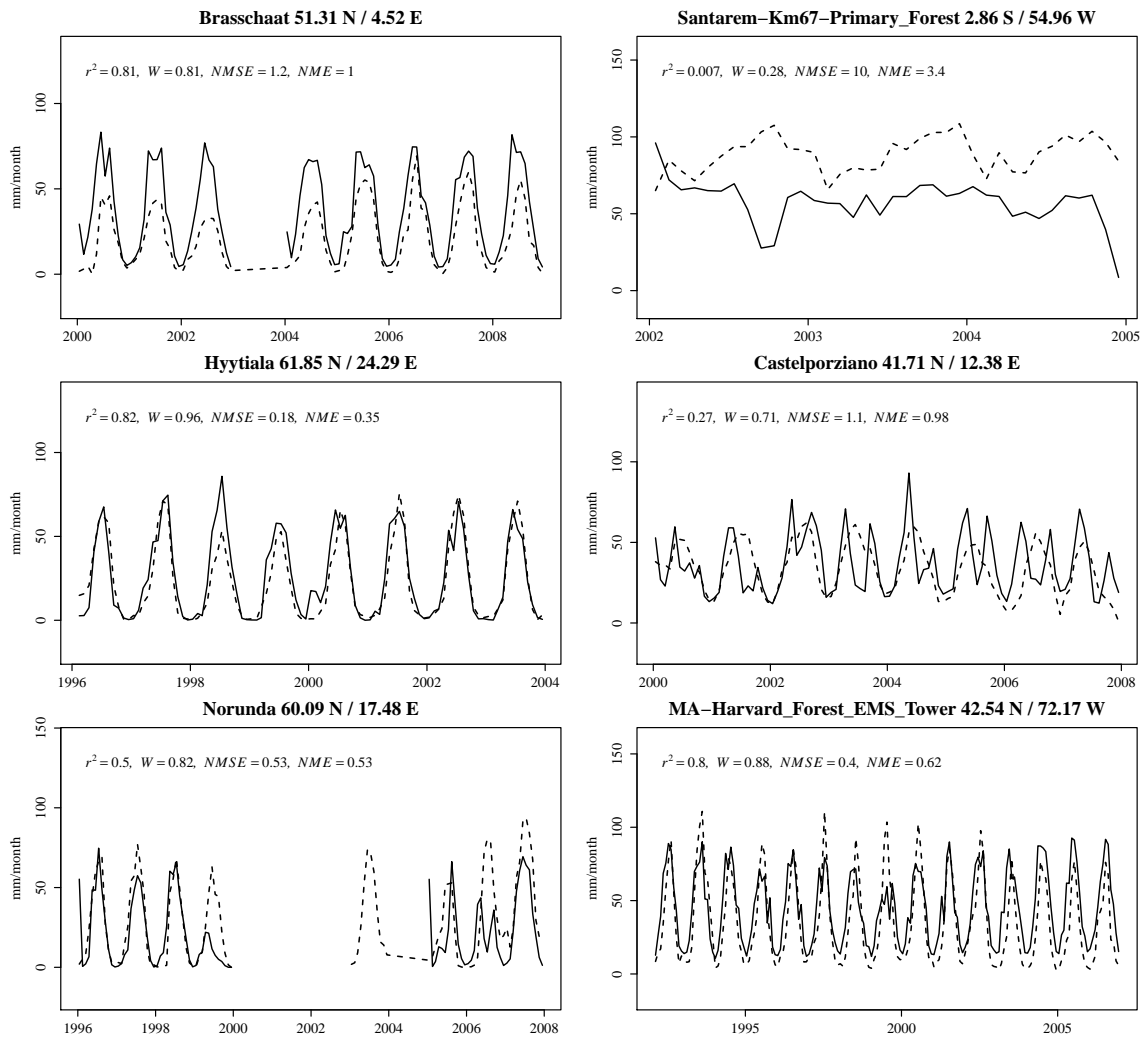 Brasschaat 51.31 N / 4.52 E
r² = 0.81, W = 0.81, NMSE = 1.2, NME = 1
mm/month
0 50 100
2000 2002 2004 2006 2008
Santarem−Km67−Primary_Forest 2.86 S / 54.96 W
r² = 0.007, W = 0.28, NMSE = 10, NME = 3.4
mm/month
0 50 100 150
2002 2003 2004 2005
Hyytiala 61.85 N / 24.29 E
r² = 0.82, W = 0.96, NMSE = 0.18, NME = 0.35
mm/month
0 50 100
1996 1998 2000 2002 2004
Castelporziano 41.71 N / 12.38 E
r² = 0.27, W = 0.71, NMSE = 1.1, NME = 0.98
mm/month
0 50 100
2000 2002 2004 2006 2008
Norunda 60.09 N / 17.48 E
r² = 0.5, W = 0.82, NMSE = 0.53, NME = 0.53
mm/month
0 50 100 150
1996 1998 2000 2002 2004 2006 2008
MA−Harvard_Forest_EMS_Tower 42.54 N / 72.17 W
r² = 0.8, W = 0.88, NMSE = 0.4, NME = 0.62
mm/month
0 50 100 150
1995 2000 2005